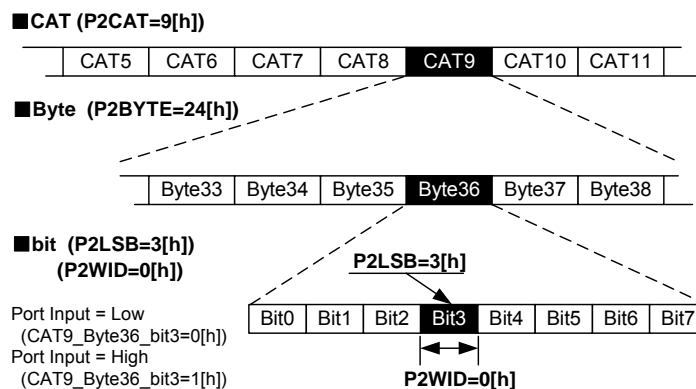 ■CAT (P2CAT=9[h])
CAT5 CAT6 CAT7 CAT8 CAT9 CAT10 CAT11
■Byte (P2BYTE=24[h])
Byte33 Byte34 Byte35 Byte36 Byte37 Byte38
■bit (P2LSB=3[h])
(P2WID=0[h])
P2LSB=3[h]
Port Input = Low
(CAT9_Byte36_bit3=0[h])
Port Input = High
(CAT9_Byte36_bit3=1[h])
Bit0 Bit1 Bit2 Bit3 Bit4 Bit5 Bit6 Bit7
P2WID=0[h]